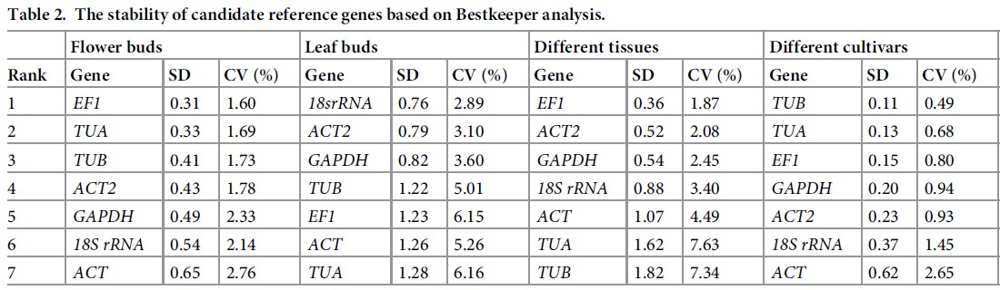 Table 2. The stability of candidate reference genes based on Bestkeeper analysis.
Flower buds Leaf buds Different tissues Different cultivars
Rank Gene SD CV (%) Gene SD CV (%) Gene SD CV (%) Gene SD CV (%)
1 EF1 0.31 1.60 18srRNA 0.76 2.89 EF1 0.36 1.87 TUB 0.11 0.49
2 TUA 0.33 1.69 ACT2 0.79 3.10 ACT2 0.52 2.08 TUA 0.13 0.68
3 TUB 0.41 1.73 GAPDH 0.82 3.60 GAPDH 0.54 2.45 EF1 0.15 0.80
4 ACT2 0.43 1.78 TUB 1.22 5.01 18S rRNA 0.88 3.40 GAPDH 0.20 0.94
5 GAPDH 0.49 2.33 EF1 1.23 6.15 ACT 1.07 4.49 ACT2 0.23 0.93
6 18S rRNA 0.54 2.14 ACT 1.26 5.26 TUA 1.62 7.63 18S rRNA 0.37 1.45
7 ACT 0.65 2.76 TUA 1.28 6.16 TUB 1.82 7.34 ACT 0.62 2.65